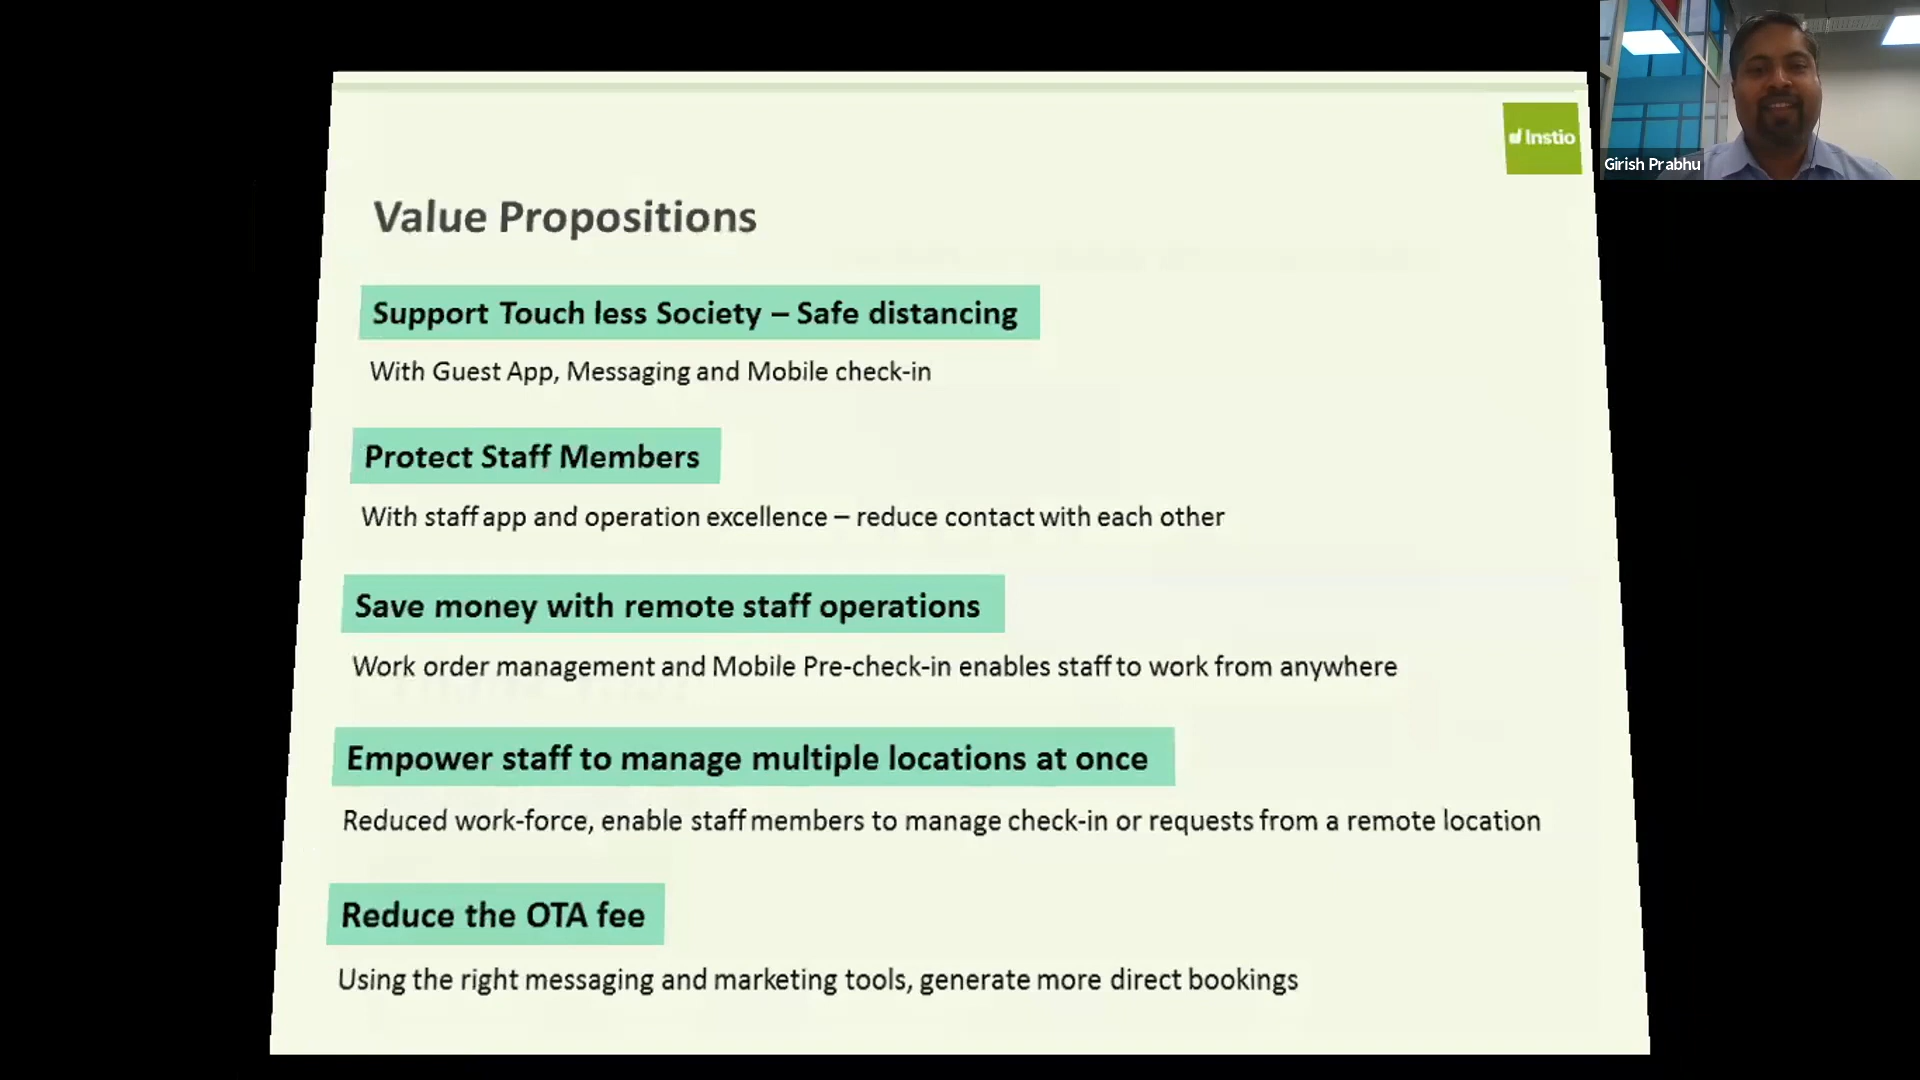 Instio
Girish Prabhu
Value Propositions
Support Touch less Society – Safe distancing
With Guest App, Messaging and Mobile check-in
Protect Staff Members
With staff app and operation excellence – reduce contact with each other
Save money with remote staff operations
Work order management and Mobile Pre-check-in enables staff to work from anywhere
Empower staff to manage multiple locations at once
Reduced work-force, enable staff members to manage check-in or requests from a remote location
Reduce the OTA fee
Using the right messaging and marketing tools, generate more direct bookings